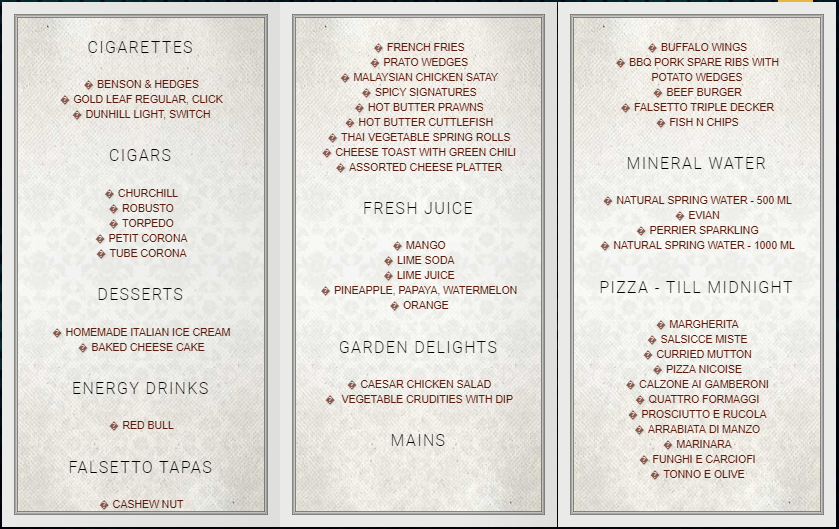 CIGARETTES
� BENSON & HEDGES
� GOLD LEAF REGULAR, CLICK
� DUNHILL LIGHT, SWITCH
CIGARS
� CHURCHILL
� ROBUSTO
� TORPEDO
� PETIT CORONA
� TUBE CORONA
DESSERTS
� HOMEMADE ITALIAN ICE CREAM
� BAKED CHEESE CAKE
ENERGY DRINKS
� RED BULL
FALSETTO TAPAS
� CASHEW NUT
� FRENCH FRIES
� PRATO WEDGES
� MALAYSIAN CHICKEN SATAY
� SPICY SIGNATURES
� HOT BUTTER PRAWNS
� HOT BUTTER CUTTLEFISH
� THAI VEGETABLE SPRING ROLLS
� CHEESE TOAST WITH GREEN CHILI
� ASSORTED CHEESE PLATTER
FRESH JUICE
� MANGO
� LIME SODA
� LIME JUICE
� PINEAPPLE, PAPAYA, WATERMELON
� ORANGE
GARDEN DELIGHTS
� CAESAR CHICKEN SALAD
� VEGETABLE CRUDITIES WITH DIP
MAINS
� BUFFALO WINGS
� BBQ PORK SPARE RIBS WITH
POTATO WEDGES
� BEEF BURGER
� FALSETTO TRIPLE DECKER
� FISH N CHIPS
MINERAL WATER
� NATURAL SPRING WATER - 500 ML
� EVIAN
� PERRIER SPARKLING
� NATURAL SPRING WATER - 1000 ML
PIZZA - TILL MIDNIGHT
� MARGHERITA
� SALSICCE MISTE
� CURRIED MUTTON
� PIZZA NICOISE
� CALZONE AI GAMBERONI
� QUATTRO FORMAGGI
� PROSCIUTTO E RUCOLA
� ARRABIATA DI MANZO
� MARINARA
� FUNGHI E CARCIOFI
� TONNO E OLIVE